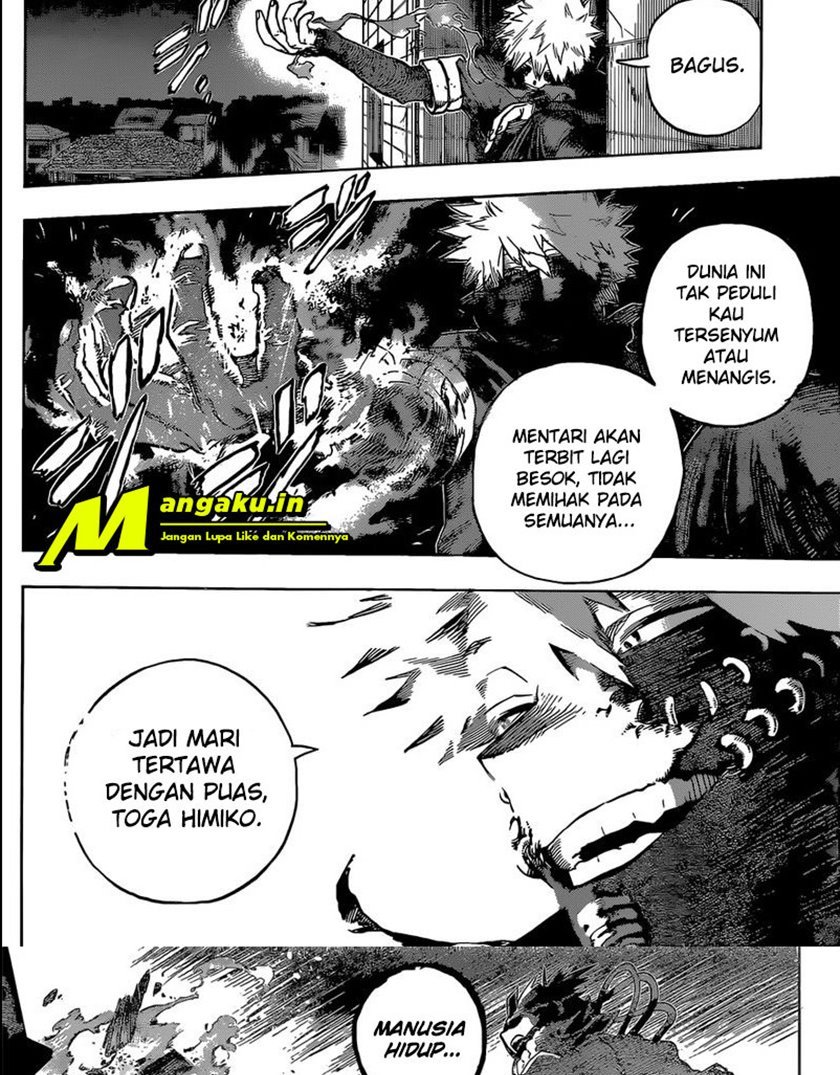 BAGUS.
DUNIA INI
TAK PEDULI
KAU
TERSENYUM
ATAU
MENANGIS.
MENTARI AKAN
TERBIT LAGI
BESOK, TIDAK
MEMIHAK PADA
SEMUANYA...
Mangaku.in
Jangan Lupa Like dan Komennya
JADI MARI
TERTAWA
DENGAN PUAS,
TOGA HIMIKO.
MANUSIA
HIDUP...